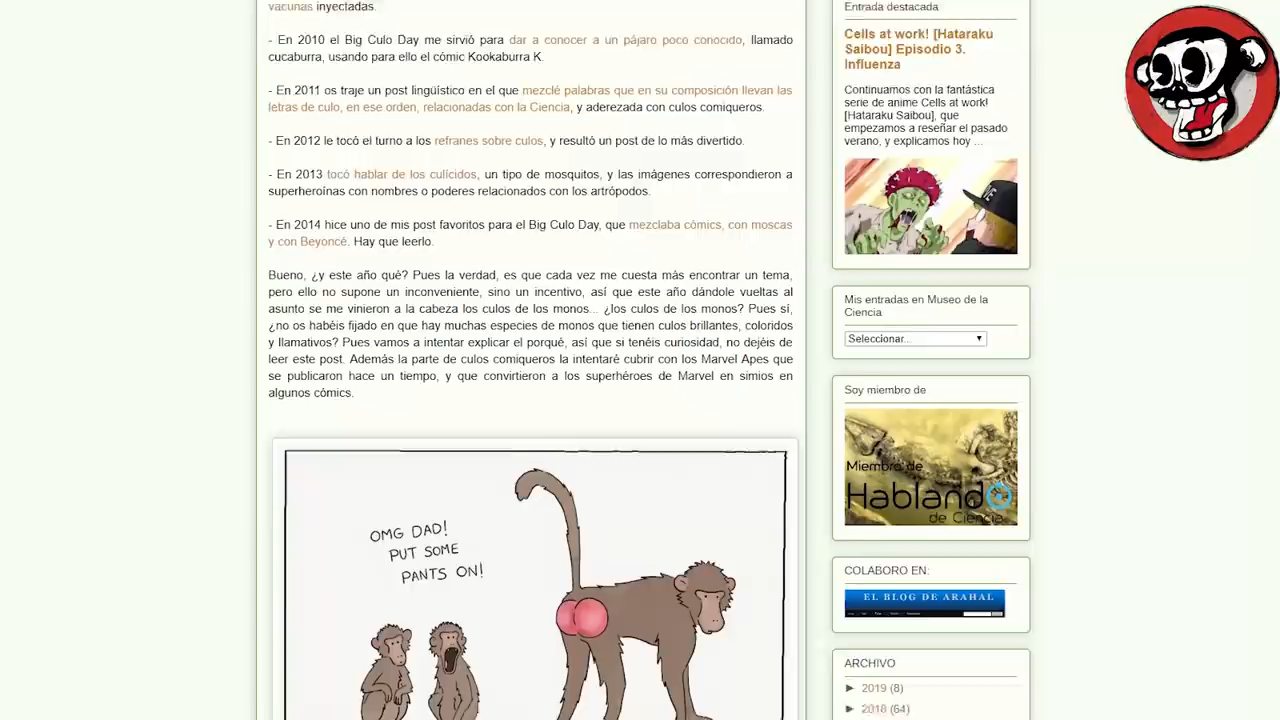 vacunas inyectadas.
- En 2010 el Big Culo Day me sirvió para dar a conocer a un pájaro poco conocido, llamado
cucaburra, usando para ello el cómic Kookaburra K.
- En 2011 os traje un post lingüístico en el que mezclé palabras que en su composición llevan las
letras de culo, en ese orden, relacionadas con la Ciencia, y aderezada con culos comiqueros.
- En 2012 le tocó el turno a los refranes sobre culos, y resultó un post de lo más divertido.
- En 2013 tocó hablar de los culícidos, un tipo de mosquitos, y las imágenes correspondieron a
superheroínas con nombres o poderes relacionados con los artrópodos.
- En 2014 hice uno de mis post favoritos para el Big Culo Day, que mezclaba cómics, con moscas
y con Beyoncé. Hay que leerlo.
Bueno, ¿y este año qué? Pues la verdad, es que cada vez me cuesta más encontrar un tema,
pero ello no supone un inconveniente, sino un incentivo, así que este año dándole vueltas al
asunto se me vinieron a la cabeza los culos de los monos... ¿los culos de los monos? Pues sí,
¿no os habéis fijado en que hay muchas especies de monos que tienen culos brillantes, coloridos
y llamativos? Pues vamos a intentar explicar el porqué, así que si tenéis curiosidad, no dejéis de
leer este post. Además la parte de culos comiqueros la intentaré cubrir con los Marvel Apes que
se publicaron hace un tiempo, y que convirtieron a los superhéroes de Marvel en simios en
algunos cómics.
OMG DAD!
PUT SOME
PANTS ON!
Entrada destacada
Cells at work! [Hataraku
Saibou] Episodio 3.
Influenza
Continuamos con la fantástica
serie de anime Cells at work!
[Hataraku Saibou], que
empezamos a reseñar el pasado
verano, y explicamos hoy ...
Mis entradas en Museo de la
Ciencia
Seleccionar...
Soy miembro de
Miembro de
Hablando
de Ciencia
COLABORO EN:
EL BLOG DE ARAHAL
ARCHIVO
► 2019 (8)
► 2018 (64)